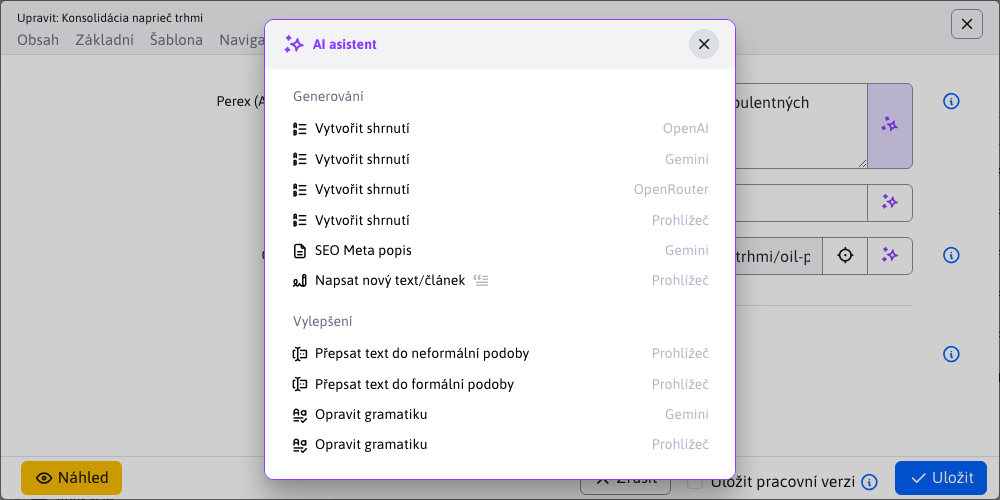 Upravit: Konsolidácia naprieč trhmi
Obsah Základní Šablona
AI asistent
Perex
Generování
Vytvořit shrnutí OpenAI
Vytvořit shrnutí Gemini
Vytvořit shrnutí OpenRouter
Vytvořit shrnutí Prohlížeč
SEO Meta popis Gemini
trhmi/oil-p
Napsat nový text/článek Prohlížeč
Vylepšení
Přepsat text do neformální podoby Prohlížeč
Přepsat text do formální podoby Prohlížeč
Opravit gramatiku Gemini
Opravit gramatiku Prohlížeč
Náhled
Uložit pracovní verzi
Uložit